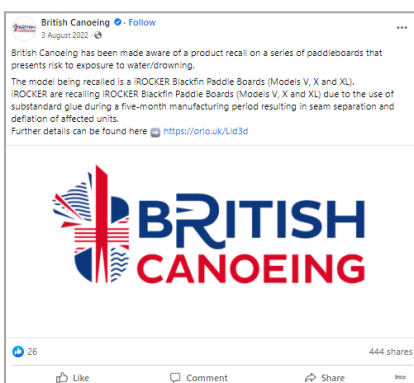 British Canoeing · Follow
3 August 2022 ·
British Canoeing has been made aware of a product recall on a series of paddleboards that
presents risk to exposure to water/drowning.
The model being recalled is a iROCKER Blackfin Paddle Boards (Models V, X and XL).
iROCKER are recalling iROCKER Blackfin Paddle Boards (Models V, X and XL) due to the use of
substandard glue during a five-month manufacturing period resulting in seam separation and
deflation of affected units.
Further details can be found here ➡️ https://orlo.uk/Lid3d
BRITISH
CANOEING
26
444 shares
Like Comment Share